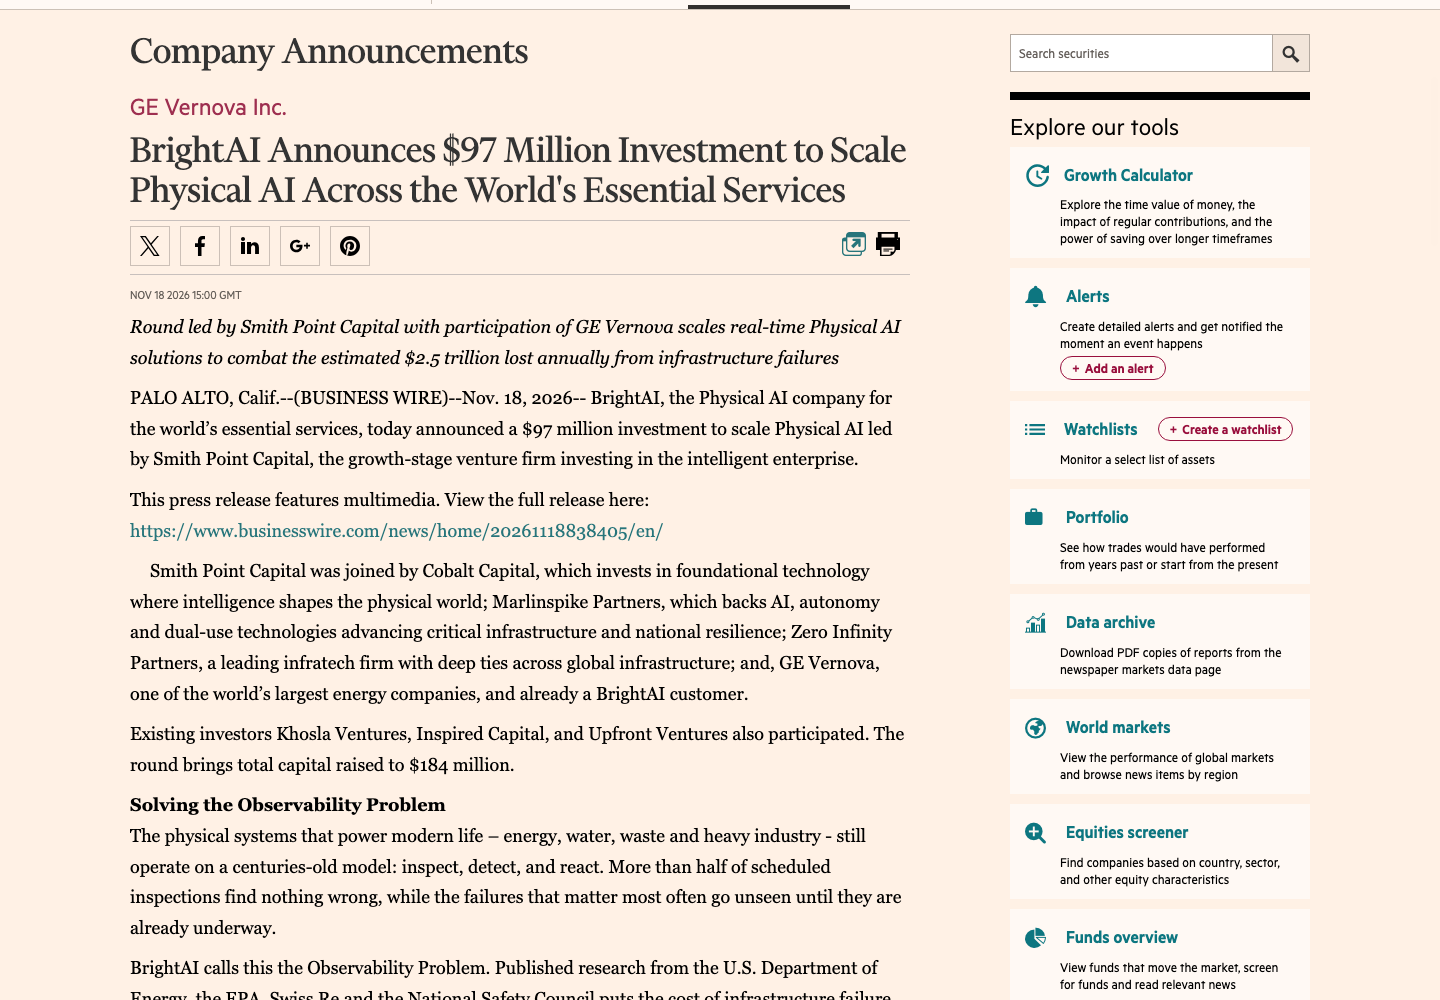 Company Announcements
GE Vernova Inc.
BrightAI Announces $97 Million Investment to Scale
Physical AI Across the World's Essential Services
NOV 18 2026 15:00 GMT
Round led by Smith Point Capital with participation of GE Vernova scales real-time Physical AI
solutions to combat the estimated $2.5 trillion lost annually from infrastructure failures
PALO ALTO, Calif.--(BUSINESS WIRE)--Nov. 18, 2026-- BrightAI, the Physical AI company for
the world’s essential services, today announced a $97 million investment to scale Physical AI led
by Smith Point Capital, the growth-stage venture firm investing in the intelligent enterprise.
This press release features multimedia. View the full release here:
https://www.businesswire.com/news/home/20261118838405/en/
Smith Point Capital was joined by Cobalt Capital, which invests in foundational technology
where intelligence shapes the physical world; Marlinspike Partners, which backs AI, autonomy
and dual-use technologies advancing critical infrastructure and national resilience; Zero Infinity
Partners, a leading infratech firm with deep ties across global infrastructure; and, GE Vernova,
one of the world’s largest energy companies, and already a BrightAI customer.
Existing investors Khosla Ventures, Inspired Capital, and Upfront Ventures also participated. The
round brings total capital raised to $184 million.
Solving the Observability Problem
The physical systems that power modern life – energy, water, waste and heavy industry - still
operate on a centuries-old model: inspect, detect, and react. More than half of scheduled
inspections find nothing wrong, while the failures that matter most often go unseen until they are
already underway.
BrightAI calls this the Observability Problem. Published research from the U.S. Department of
Energy, the EPA, Swiss Re and the National Safety Council puts the cost of infrastructure failure
Search securities
Explore our tools
Growth Calculator
Explore the time value of money, the
impact of regular contributions, and the
power of saving over longer timeframes
Alerts
Create detailed alerts and get notified the
moment an event happens
+ Add an alert
Watchlists
+ Create a watchlist
Monitor a select list of assets
Portfolio
See how trades would have performed
from years past or start from the present
Data archive
Download PDF copies of reports from the
newspaper markets data page
World markets
View the performance of global markets
and browse news items by region
Equities screener
Find companies based on country, sector,
and other equity characteristics
Funds overview
View funds that move the market, screen
for funds and read relevant news